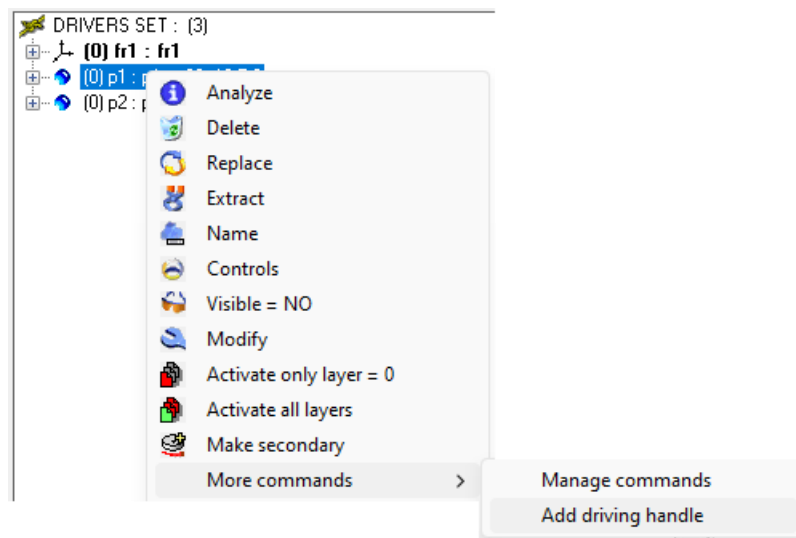 DRIVERS SET : (3)
(0) fr1 : fr1
(0) p1 :
(0) p2 :
Analyze
Delete
Replace
Extract
Name
Controls
Visible = NO
Modify
Activate only layer = 0
Activate all layers
Make secondary
More commands
Manage commands
Add driving handle